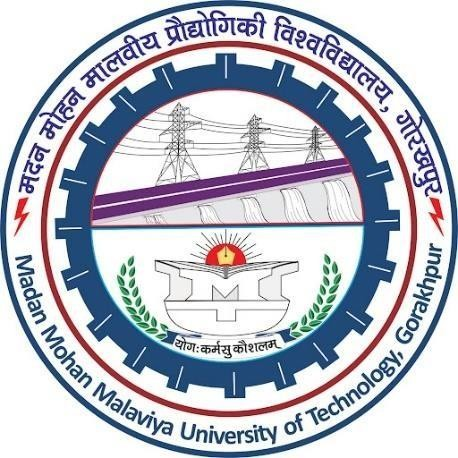 मदन मोहन मालवीय प्रौद्योगिकी विश्वविद्यालय, गोरखपुर
योग: कर्मसु कौशलम्
Madan Mohan Malaviya University of Technology, Gorakhpur